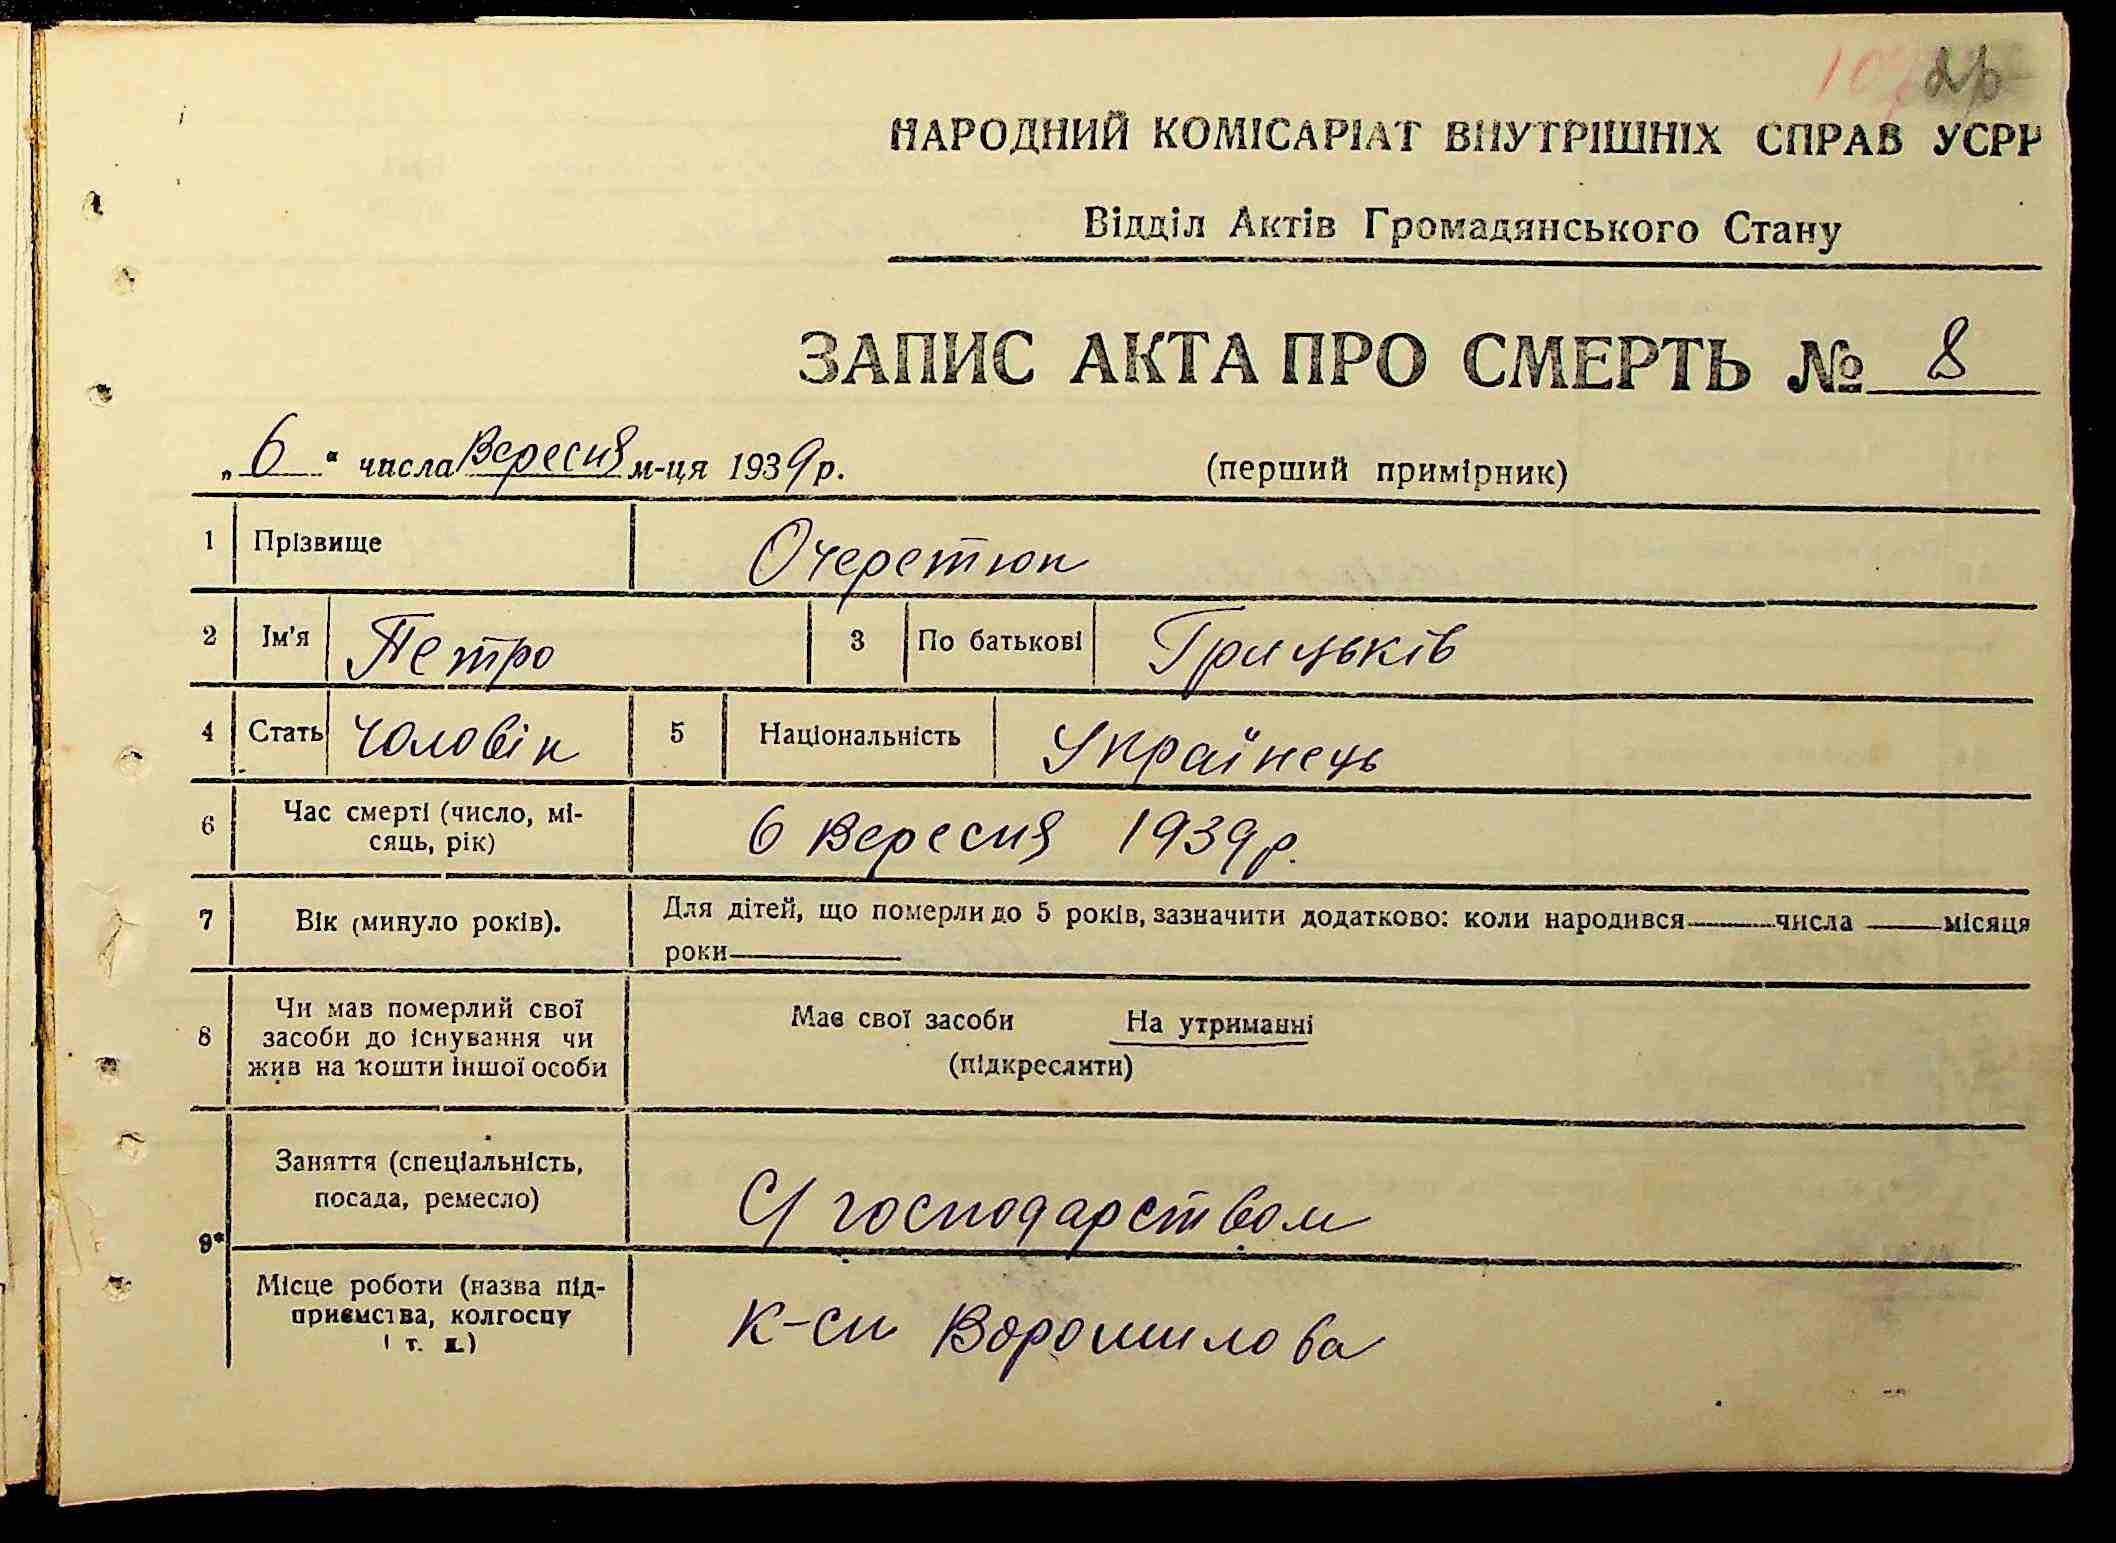 НАРОДНИЙ КОМІСАРІАТ ВНУТРІШНІХ СПРАВ УСРР
Відділ Актів Громадянського Стану
ЗАПИС АКТА ПРО СМЕРТЬ № 8
„6“ числа Вересня м-ця 1939 р. (перший примірник)
1 Прізвище Очеретюк
2 Ім'я Петро 3 По батькові Грицьків
4 Стать чоловік 5 Національність Українець
6 Час смерті (число, мі-
сяць, рік) 6 Вересня 1939 р.
7 Вік (минуло років). Для дітей, що померли до 5 років, зазначити додатково: коли народився числа місяця
роки
8 Чи мав померлий свої
засоби до існування чи
жив на кошти іншої особи
Має свої засоби На утриманні
(підкреслити)
9*
Заняття (спеціальність,
посада, ремесло) С/господарством
Місце роботи (назва під-
приємства, колгоспу
і т. д.) к-сп Ворошилова